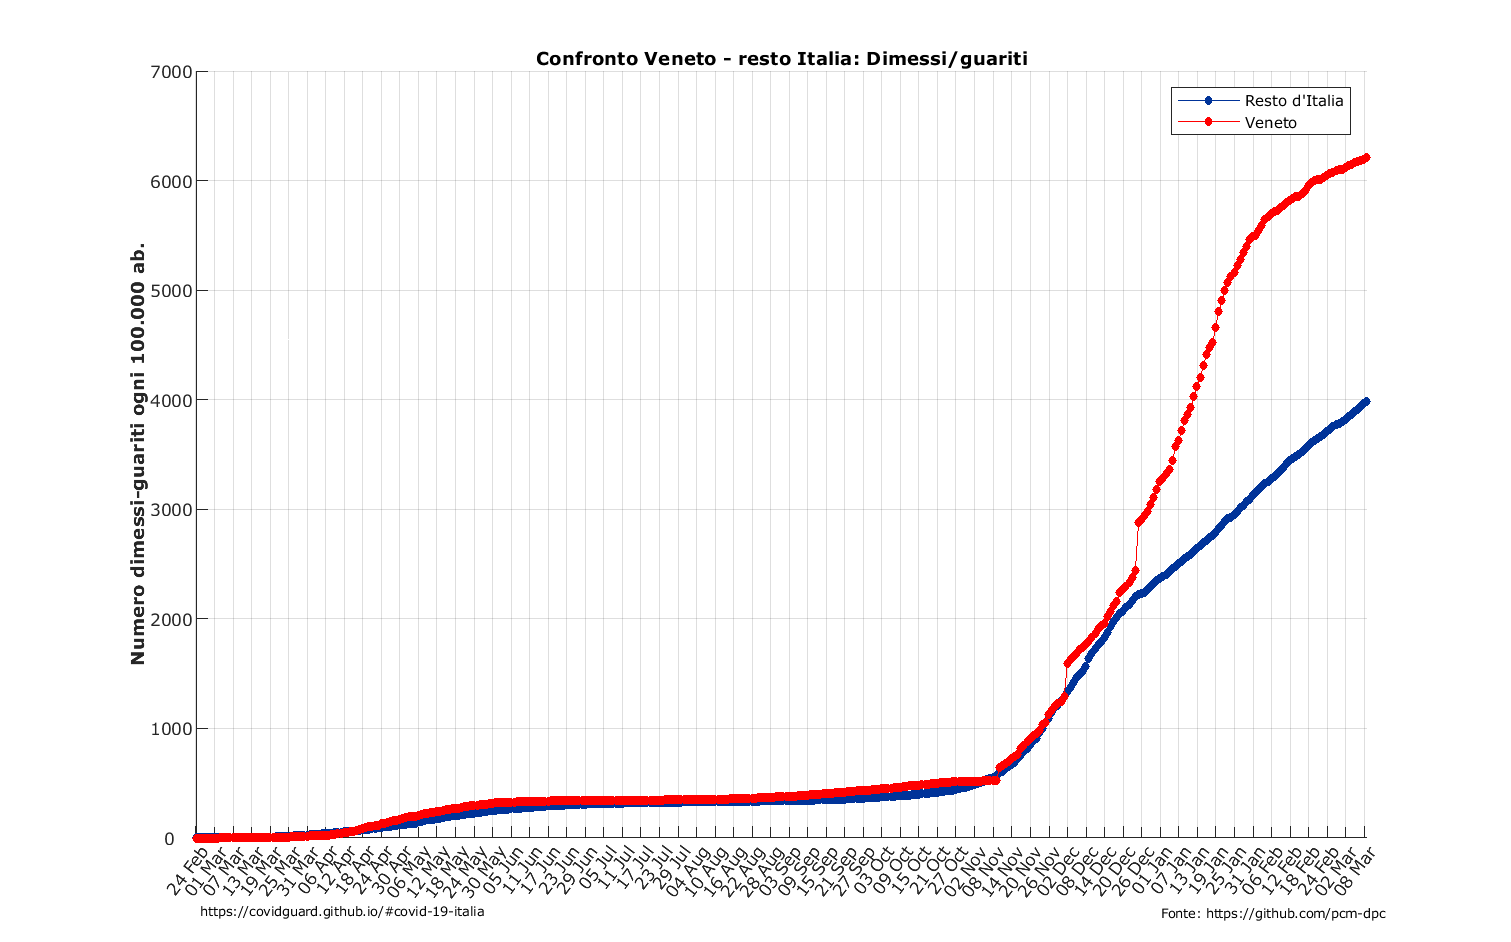 Confronto Veneto - resto Italia: Dimessi/guariti
Resto d'Italia
Veneto
Numero dimessi-guariti ogni 100.000 ab.
7000
6000
5000
4000
3000
2000
1000
0
24 Feb
01 Mar
07 Mar
13 Mar
19 Mar
25 Mar
31 Mar
06 Apr
12 Apr
18 Apr
24 Apr
30 Apr
06 May
12 May
18 May
24 May
30 May
05 Jun
11 Jun
17 Jun
23 Jun
29 Jun
05 Jul
11 Jul
17 Jul
23 Jul
29 Jul
04 Aug
10 Aug
16 Aug
22 Aug
28 Aug
03 Sep
09 Sep
15 Sep
21 Sep
27 Sep
03 Oct
09 Oct
15 Oct
21 Oct
27 Oct
02 Nov
08 Nov
14 Nov
20 Nov
26 Nov
02 Dec
08 Dec
14 Dec
20 Dec
26 Dec
01 Jan
07 Jan
13 Jan
19 Jan
25 Jan
31 Jan
06 Feb
12 Feb
18 Feb
24 Feb
02 Mar
08 Mar
https://covidguard.github.io/#covid-19-italia
Fonte: https://github.com/pcm-dpc